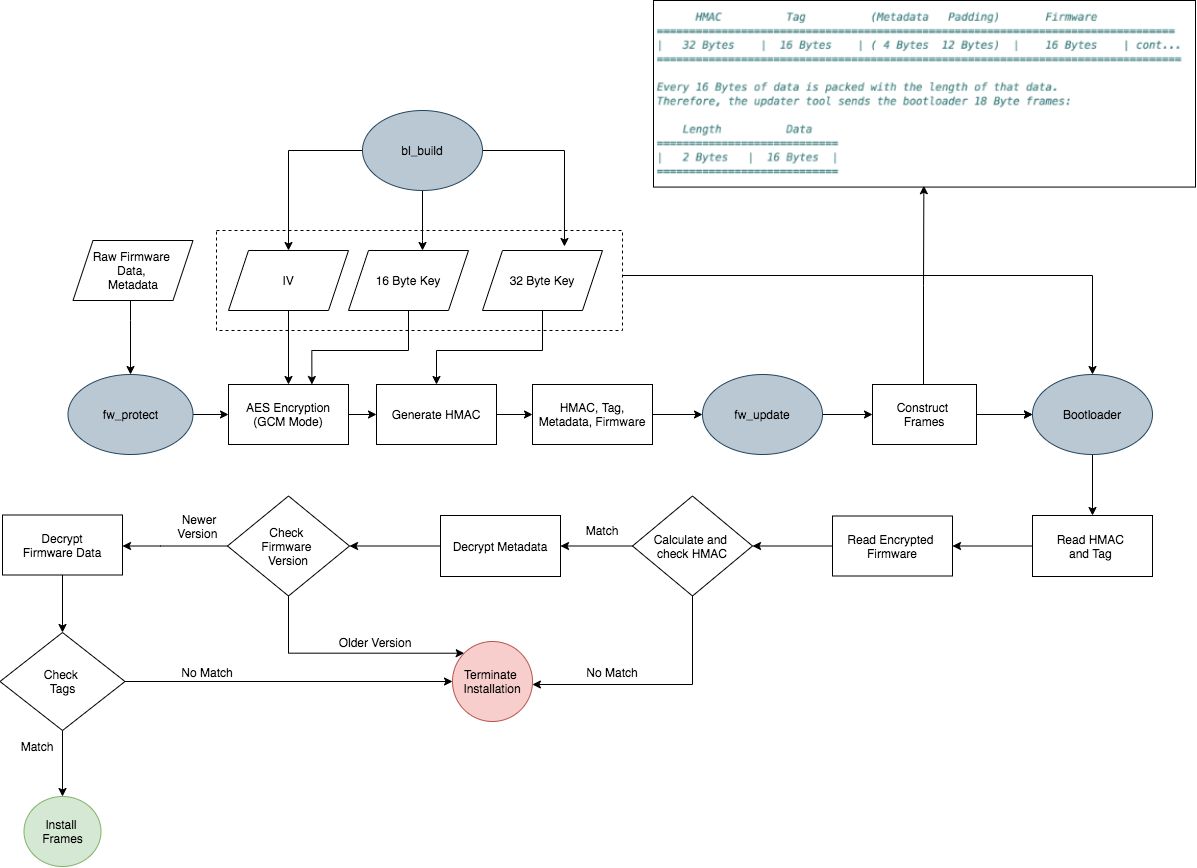 HMAC Tag (Metadata Padding) Firmware
===============================================================================
| 32 Bytes | 16 Bytes | ( 4 Bytes 12 Bytes) | 16 Bytes | cont...
================================================================================
Every 16 Bytes of data is packed with the length of that data.
Therefore, the updater tool sends the bootloader 18 Byte frames:
Length Data
============================
| 2 Bytes | 16 Bytes |
============================
bl_build
Raw Firmware
Data,
Metadata
IV
16 Byte Key
32 Byte Key
fw_protect
AES Encryption
(GCM Mode)
Generate HMAC
HMAC, Tag,
Metadata, Firmware
fw_update
Construct
Frames
Bootloader
Read HMAC
and Tag
Read Encrypted
Firmware
Calculate and
check HMAC
Match
Decrypt Metadata
Check
Firmware
Version
Newer
Version
Decrypt
Firmware Data
Older Version
No Match
Terminate
Installation
No Match
Check
Tags
Match
Install
Frames